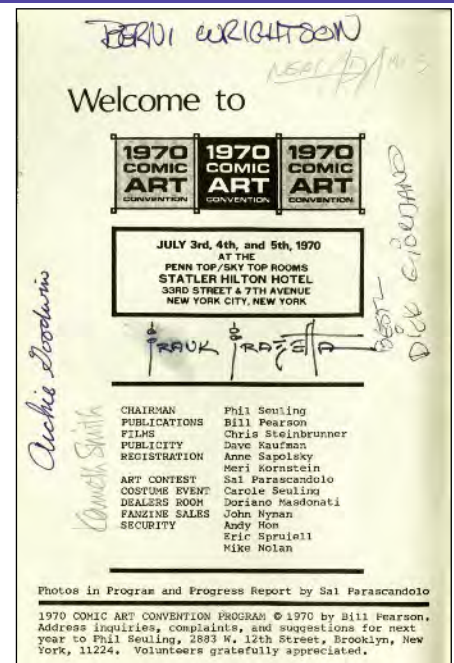 BERNI WRIGHTSON
NEAL ADAMS
Welcome to
1970 1970 1970
COMIC COMIC COMIC
ART ART ART
CONVENTION CONVENTION CONVENTION
JULY 3rd, 4th, and 5th, 1970
AT THE
PENN TOP/SKY TOP ROOMS
STATLER HILTON HOTEL
33RD STREET & 7TH AVENUE
NEW YORK CITY, NEW YORK
BEST
DICK GIORDANO
FRANK FRAZETTA
Archie Goodwin
Kenneth Smith
CHAIRMAN Phil Seuling
PUBLICATIONS Bill Pearson
FILMS Chris Steinbrunner
PUBLICITY Dave Kaufman
REGISTRATION Anne Sapolsky
Meri Kornstein
ART CONTEST Sal Parascandolo
COSTUME EVENT Carole Seuling
DEALERS ROOM Doriano Masdonati
FANZINE SALES John Nyman
SECURITY Andy Hom
Eric Spruiell
Mike Nolan
Photos in Program and Progress Report by Sal Parascandolo
1970 COMIC ART CONVENTION PROGRAM © 1970 by Bill Pearson.
Address inquiries, complaints, and suggestions for next
year to Phil Seuling, 2883 W. 12th Street, Brooklyn, New
York, 11224. Volunteers gratefully appreciated.